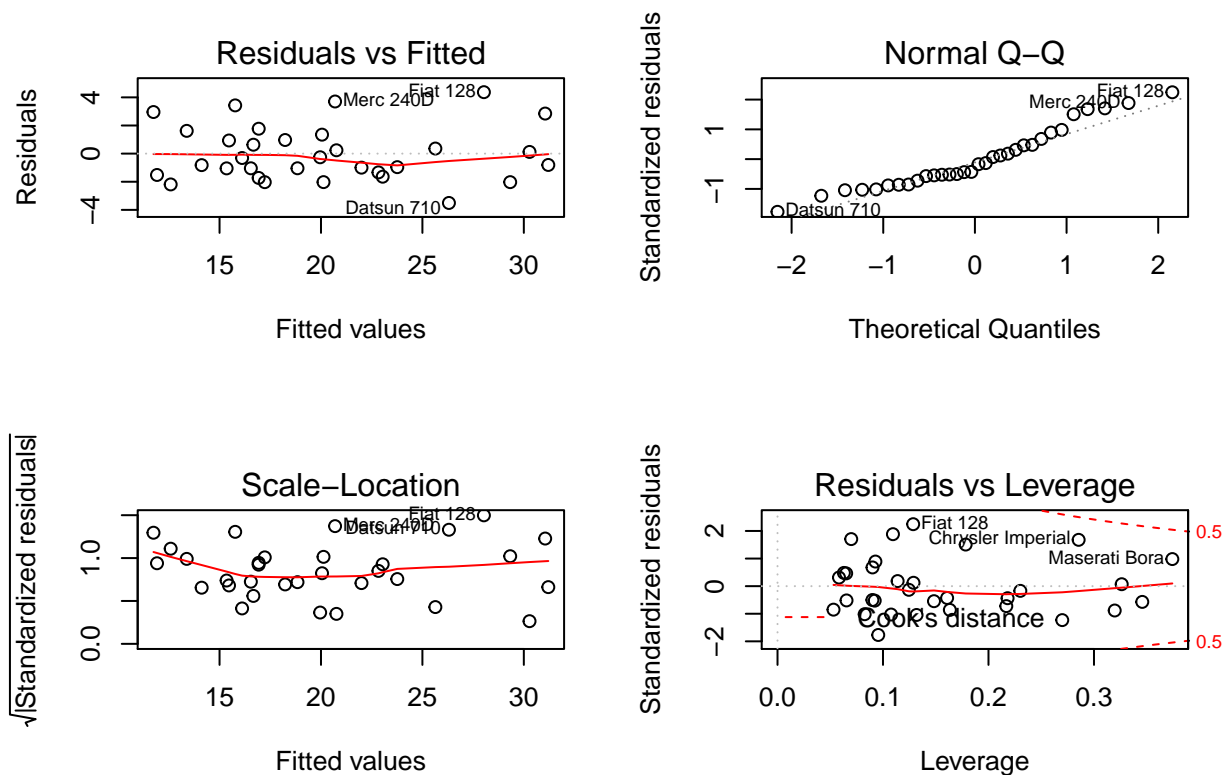 Residuals vs Fitted
Residuals
4
0
−4
Fiat 128
Merc 240D
Datsun 710
15 20 25 30
Fitted values
Normal Q−Q
Standardized residuals
1
−1
Fiat 128
Merc 240D
Datsun 710
−2 −1 0 1 2
Theoretical Quantiles
Scale−Location
√|Standardized residuals|
1.0
0.0
Fiat 128
Merc 240D
Datsun 710
15 20 25 30
Fitted values
Residuals vs Leverage
Standardized residuals
2
0
−2
Fiat 128
Chrysler Imperial
Maserati Bora
0.5
Cook's distance
0.5
0.0 0.1 0.2 0.3
Leverage